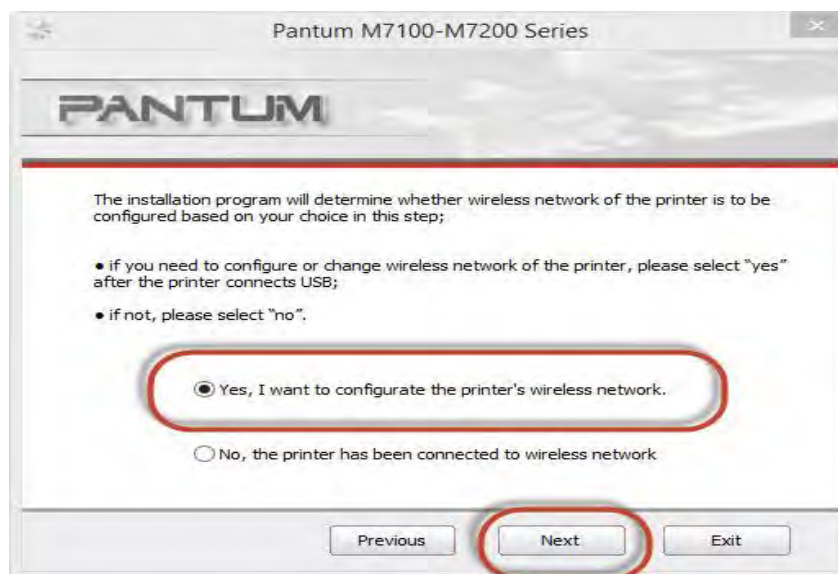 Pantum M7100-M7200 Series
PANTUM
The installation program will determine whether wireless network of the printer is to be
configured based on your choice in this step;
• if you need to configure or change wireless network of the printer, please select “yes”
after the printer connects USB;
• if not, please select “no”.
Yes, I want to configurate the printer's wireless network.
No, the printer has been connected to wireless network
Previous Next Exit